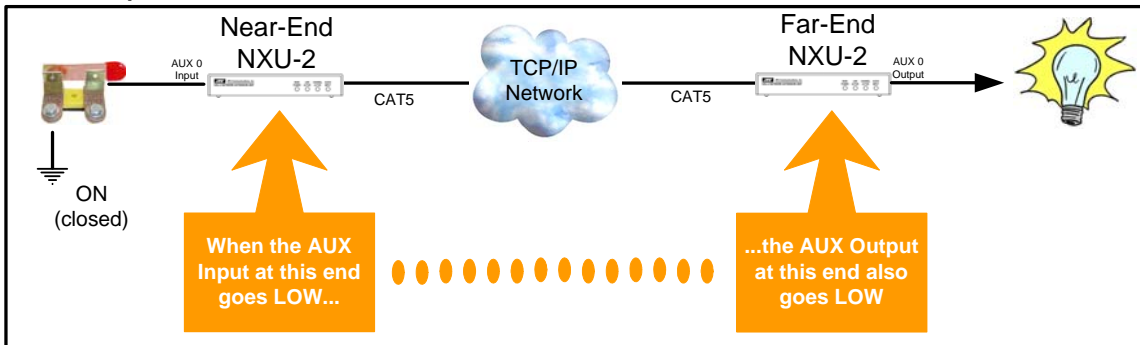 Near-End
NXU-2
Far-End
NXU-2
AUX 0
Input
TCP/IP
Network
AUX 0
Output
CAT5
CAT5
ON
(closed)
When the AUX
Input at this end
goes LOW...
...the AUX Output
at this end also
goes LOW